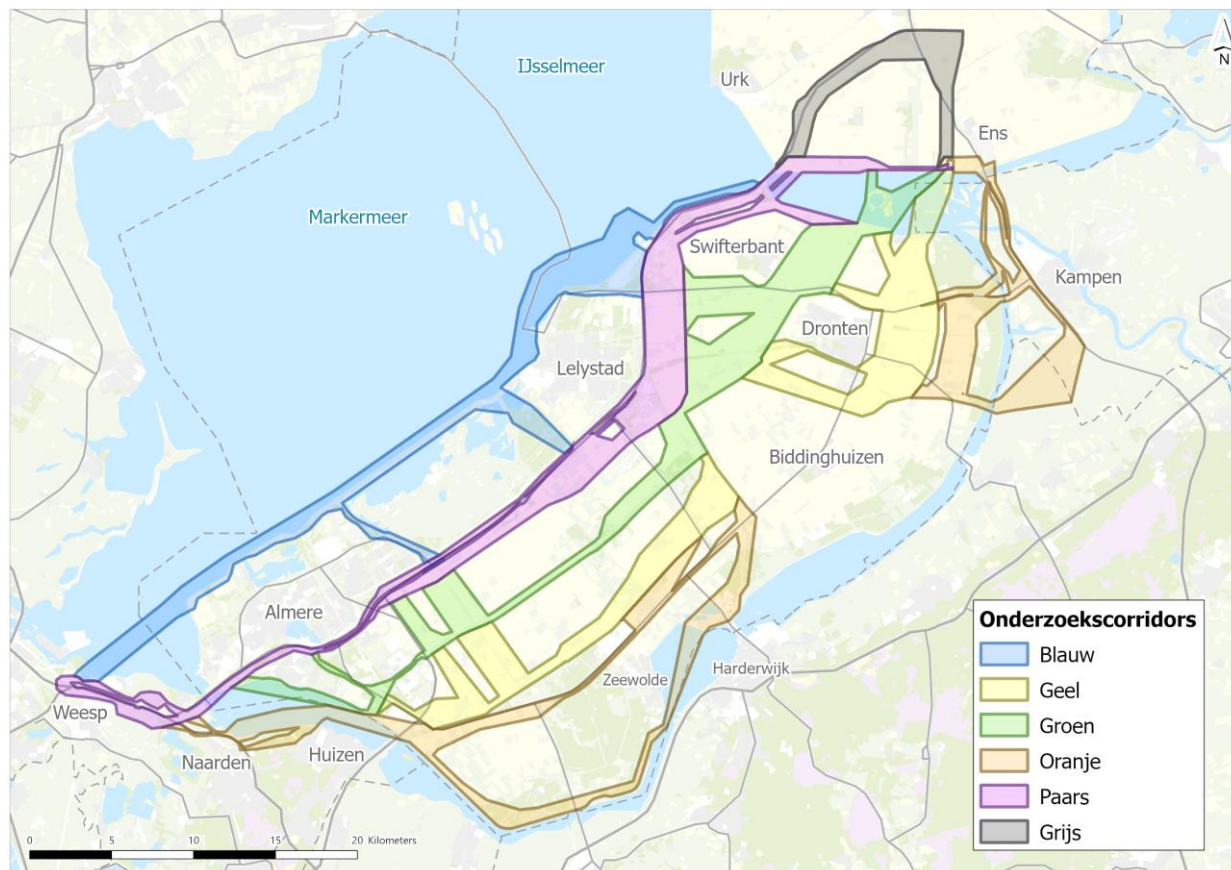 IJsselmeer
Urk
N
Ens
Markermeer
Swifterbant
Kampen
Dronten
Lelystad
Biddinghuizen
Almere
Onderzoekscorridors
Blauw
Geel
Groen
Oranje
Paars
Grijs
Zeewolde
Harderwijk
Weesp
Huizen
Naarden
0 5 10 15 20 Kilometers